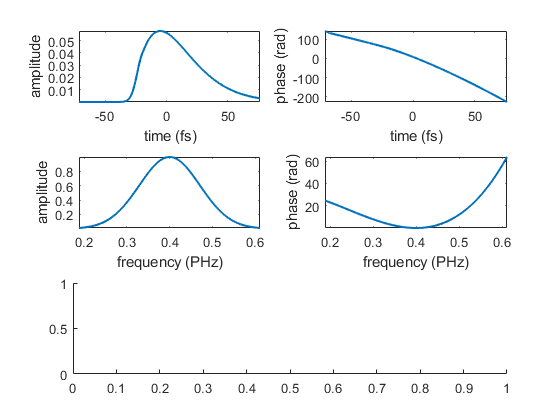 amplitude
0.05
0.04
0.03
0.02
0.01
-50 0 50
time (fs)
phase (rad)
100
0
-100
-200
-50 0 50
time (fs)
amplitude
0.8
0.6
0.4
0.2
0.2 0.3 0.4 0.5 0.6
frequency (PHz)
phase (rad)
60
40
20
0.2 0.3 0.4 0.5 0.6
frequency (PHz)
1
0.5
0
0 0.1 0.2 0.3 0.4 0.5 0.6 0.7 0.8 0.9 1